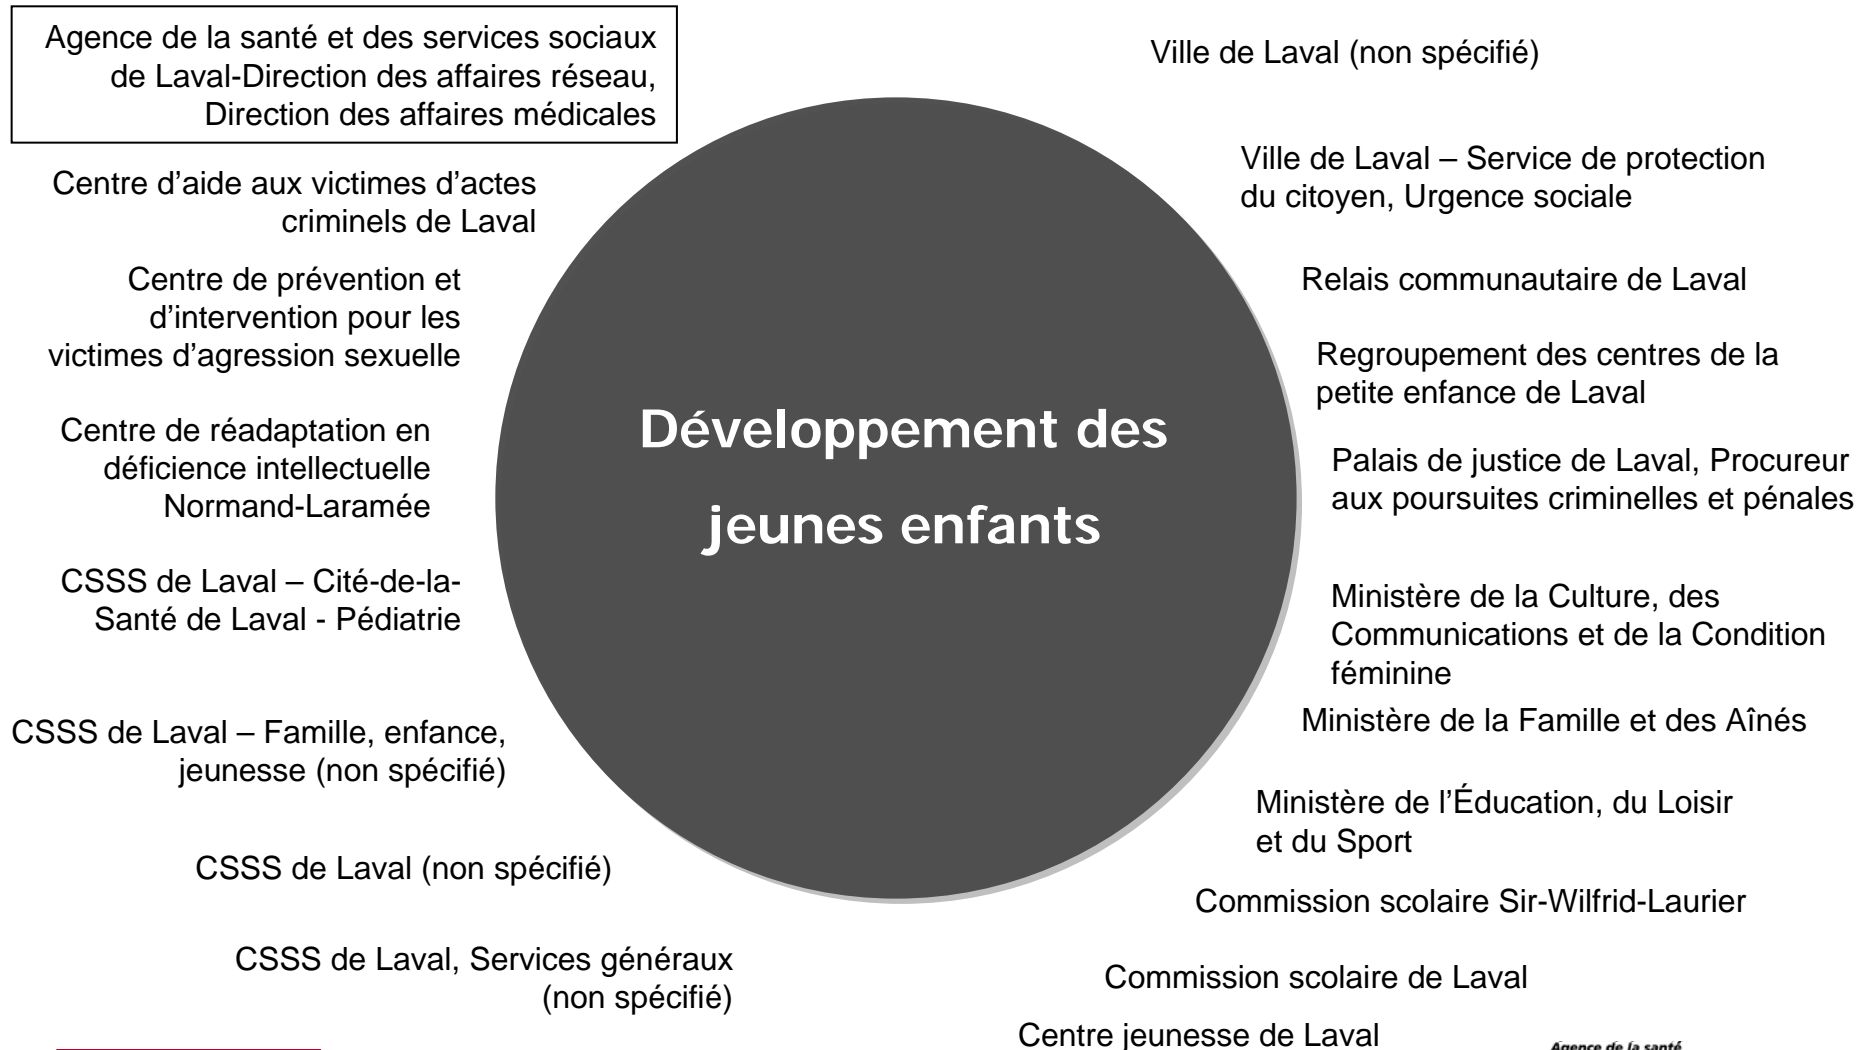 Agence de la santé et des services sociaux
de Laval-Direction des affaires réseau,
Direction des affaires médicales
Centre d'aide aux victimes d'actes
criminels de Laval
Centre de prévention et
d'intervention pour les
victimes d'agression sexuelle
Centre de réadaptation en
déficience intellectuelle
Normand-Laramée
CSSS de Laval – Cité-de-la-
Santé de Laval - Pédiatrie
CSSS de Laval – Famille, enfance,
jeunesse (non spécifié)
CSSS de Laval (non spécifié)
CSSS de Laval, Services généraux
(non spécifié)
Développement des
jeunes enfants
Ville de Laval (non spécifié)
Ville de Laval – Service de protection
du citoyen, Urgence sociale
Relais communautaire de Laval
Regroupement des centres de la
petite enfance de Laval
Palais de justice de Laval, Procureur
aux poursuites criminelles et pénales
Ministère de la Culture, des
Communications et de la Condition
féminine
Ministère de la Famille et des Aînés
Ministère de l'Éducation, du Loisir
et du Sport
Commission scolaire Sir-Wilfrid-Laurier
Commission scolaire de Laval
Centre jeunesse de Laval
Agence de la santé